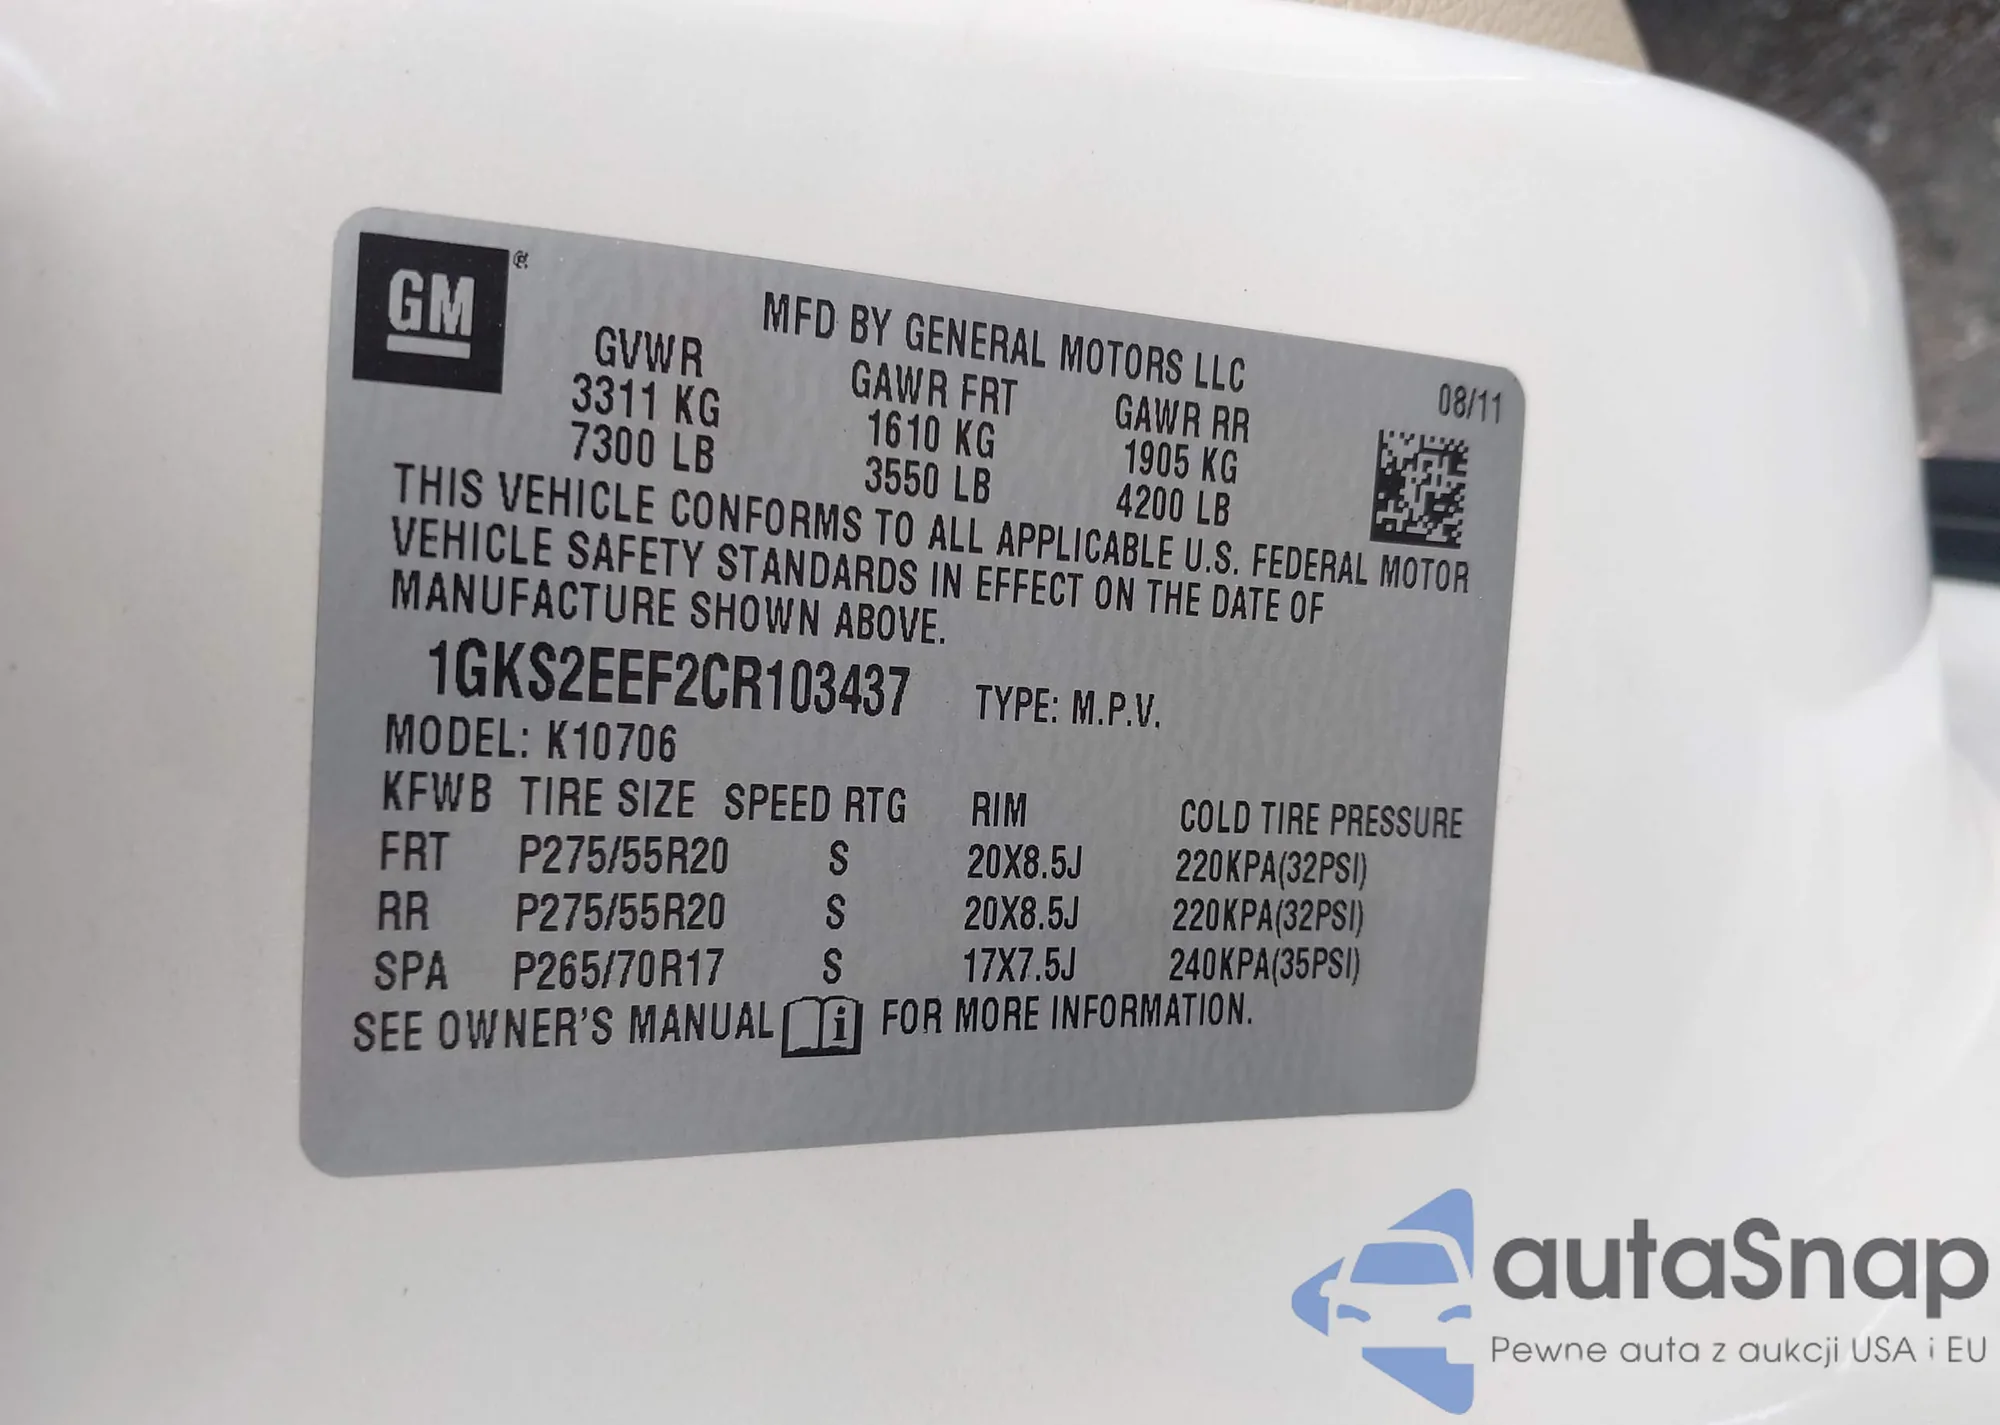 GM
MFD BY GENERAL MOTORS LLC
08/11
GVWR GAWR FRT GAWR RR
3311 KG 1610 KG 1905 KG
7300 LB 3550 LB 4200 LB
THIS VEHICLE CONFORMS TO ALL APPLICABLE U.S. FEDERAL MOTOR
VEHICLE SAFETY STANDARDS IN EFFECT ON THE DATE OF
MANUFACTURE SHOWN ABOVE.
1GKS2EEF2CR103437 TYPE: M.P.V.
MODEL: K10706
KFWB TIRE SIZE SPEED RTG RIM COLD TIRE PRESSURE
FRT P275/55R20 S 20X8.5J 220KPA(32PSI)
RR P275/55R20 S 20X8.5J 220KPA(32PSI)
SPA P265/70R17 S 17X7.5J 240KPA(35PSI)
SEE OWNER'S MANUAL i FOR MORE INFORMATION.
autaSnap
Pewne auta z aukcji USA i EU